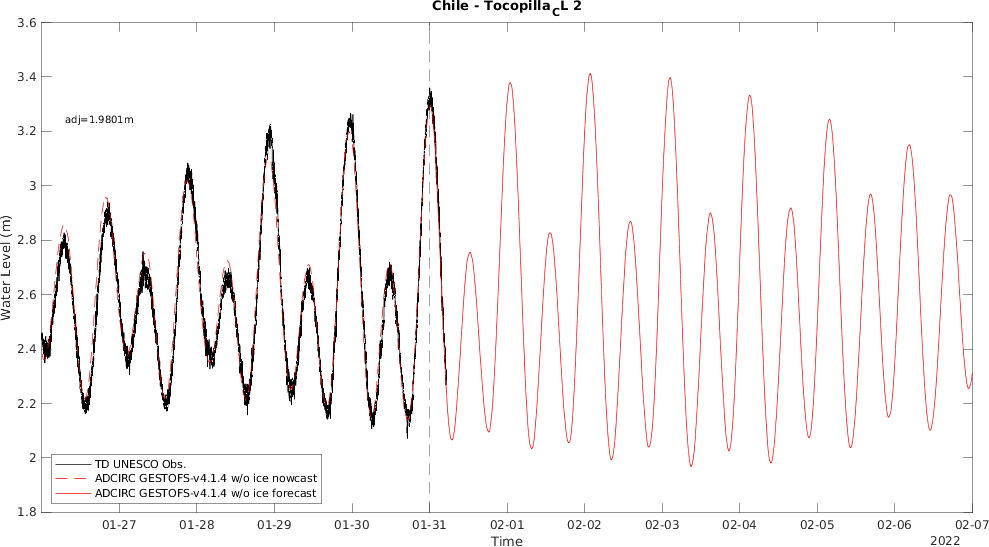 Chile - Tocopilla_CL 2
3.6
3.4
3.2
3
2.8
2.6
2.4
2.2
2
1.8
Water Level (m)
adj=1.9801m
TD UNESCO Obs.
ADCIRC GESTOFS-v4.1.4 w/o ice nowcast
ADCIRC GESTOFS-v4.1.4 w/o ice forecast
01-27 01-28 01-29 01-30 01-31 02-01 02-02 02-03 02-04 02-05 02-06 02-07
Time
2022